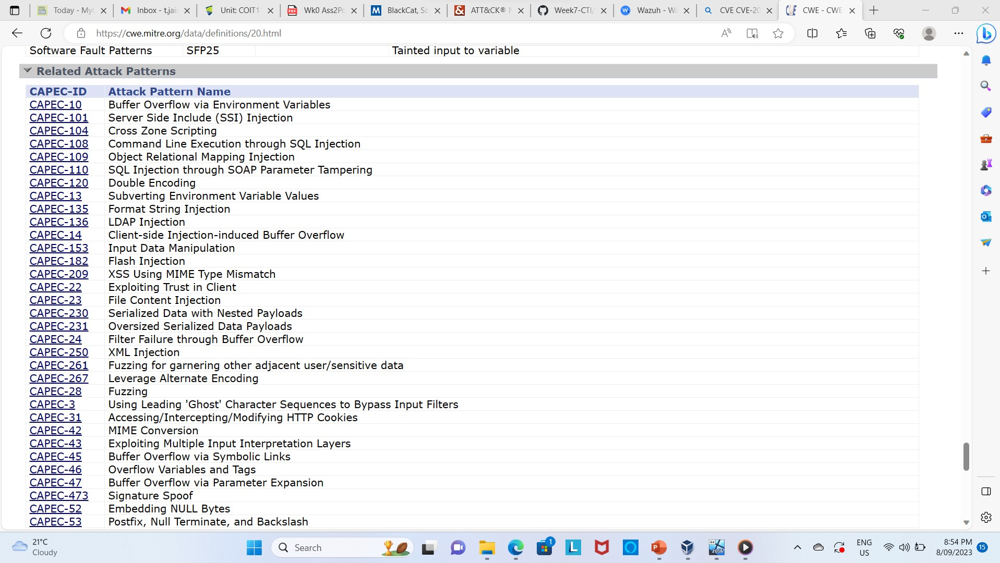 Today - MyC
Inbox - t.jais
Unit: COIT1
Wk0 Ass2Po
BlackCat, So
ATT&CK® N
Week7-CTI/
Wazuh - Wa
CVE CVE-20
CWE - CWE
https://cwe.mitre.org/data/definitions/20.html
Software Fault Patterns SFP25 Tainted input to variable
Related Attack Patterns
CAPEC-ID Attack Pattern Name
CAPEC-10 Buffer Overflow via Environment Variables
CAPEC-101 Server Side Include (SSI) Injection
CAPEC-104 Cross Zone Scripting
CAPEC-108 Command Line Execution through SQL Injection
CAPEC-109 Object Relational Mapping Injection
CAPEC-110 SQL Injection through SOAP Parameter Tampering
CAPEC-120 Double Encoding
CAPEC-13 Subverting Environment Variable Values
CAPEC-135 Format String Injection
CAPEC-136 LDAP Injection
CAPEC-14 Client-side Injection-induced Buffer Overflow
CAPEC-153 Input Data Manipulation
CAPEC-182 Flash Injection
CAPEC-209 XSS Using MIME Type Mismatch
CAPEC-22 Exploiting Trust in Client
CAPEC-23 File Content Injection
CAPEC-230 Serialized Data with Nested Payloads
CAPEC-231 Oversized Serialized Data Payloads
CAPEC-24 Filter Failure through Buffer Overflow
CAPEC-250 XML Injection
CAPEC-261 Fuzzing for garnering other adjacent user/sensitive data
CAPEC-267 Leverage Alternate Encoding
CAPEC-28 Fuzzing
CAPEC-3 Using Leading 'Ghost' Character Sequences to Bypass Input Filters
CAPEC-31 Accessing/Intercepting/Modifying HTTP Cookies
CAPEC-42 MIME Conversion
CAPEC-43 Exploiting Multiple Input Interpretation Layers
CAPEC-45 Buffer Overflow via Symbolic Links
CAPEC-46 Overflow Variables and Tags
CAPEC-47 Buffer Overflow via Parameter Expansion
CAPEC-473 Signature Spoof
CAPEC-52 Embedding NULL Bytes
CAPEC-53 Postfix, Null Terminate, and Backslash
21°C
Cloudy
Search
1
64
2016
ENG
US
8:54 PM
8/09/2023
15